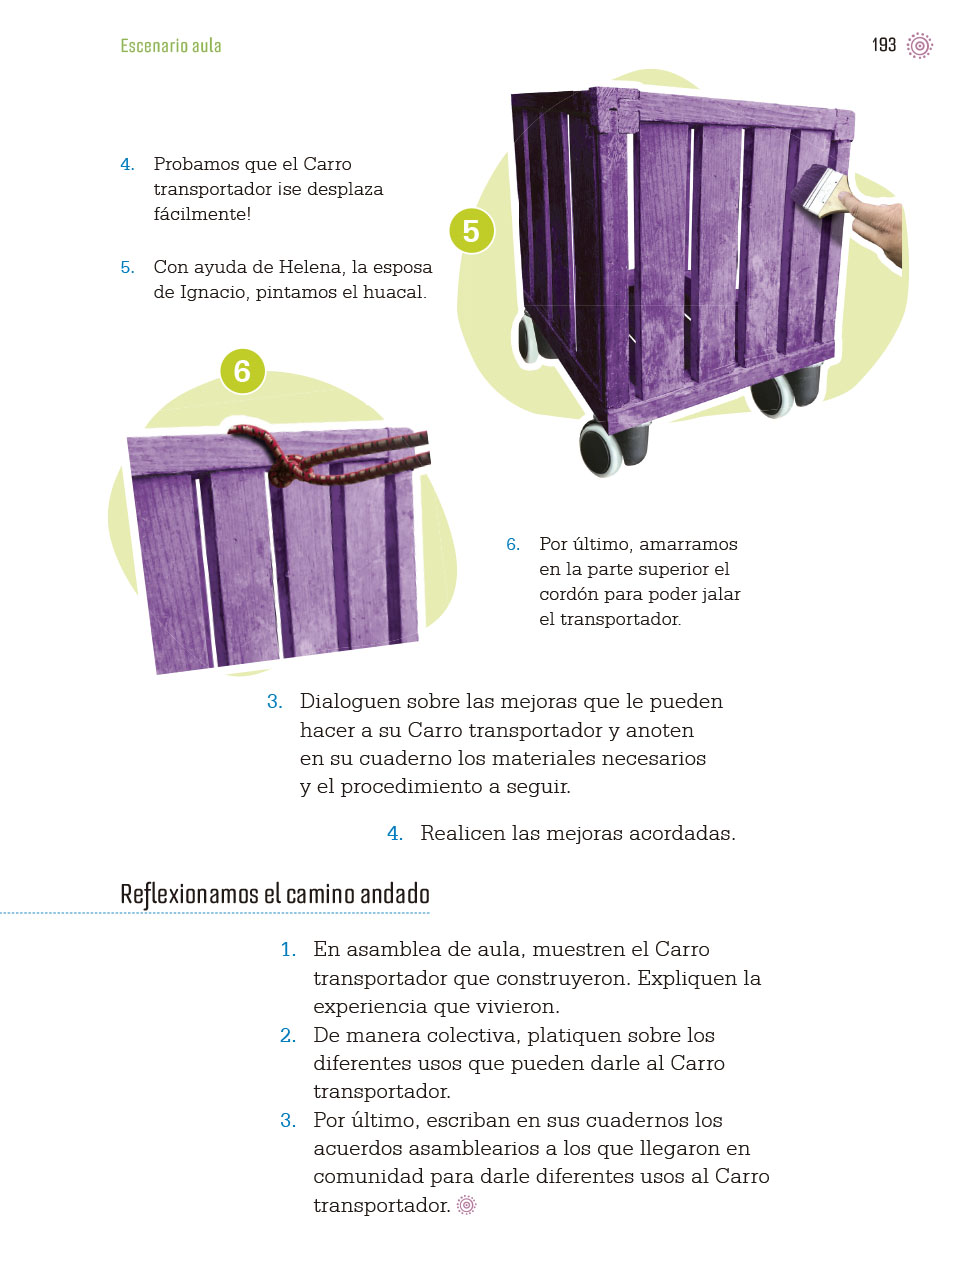 Escenario aula
193
4. Probamos que el Carro
transportador ¡se desplaza
fácilmente!
5. Con ayuda de Helena, la esposa
de Ignacio, pintamos el huacal.
5
6
6. Por último, amarramos
en la parte superior el
cordón para poder jalar
el transportador.
3. Dialoguen sobre las mejoras que le pueden
hacer a su Carro transportador y anoten
en su cuaderno los materiales necesarios
y el procedimiento a seguir.
4. Realicen las mejoras acordadas.
Reflexionamos el camino andado
1. En asamblea de aula, muestren el Carro
transportador que construyeron. Expliquen la
experiencia que vivieron.
2. De manera colectiva, platiquen sobre los
diferentes usos que pueden darle al Carro
transportador.
3. Por último, escriban en sus cuadernos los
acuerdos asamblearios a los que llegaron en
comunidad para darle diferentes usos al Carro
transportador.